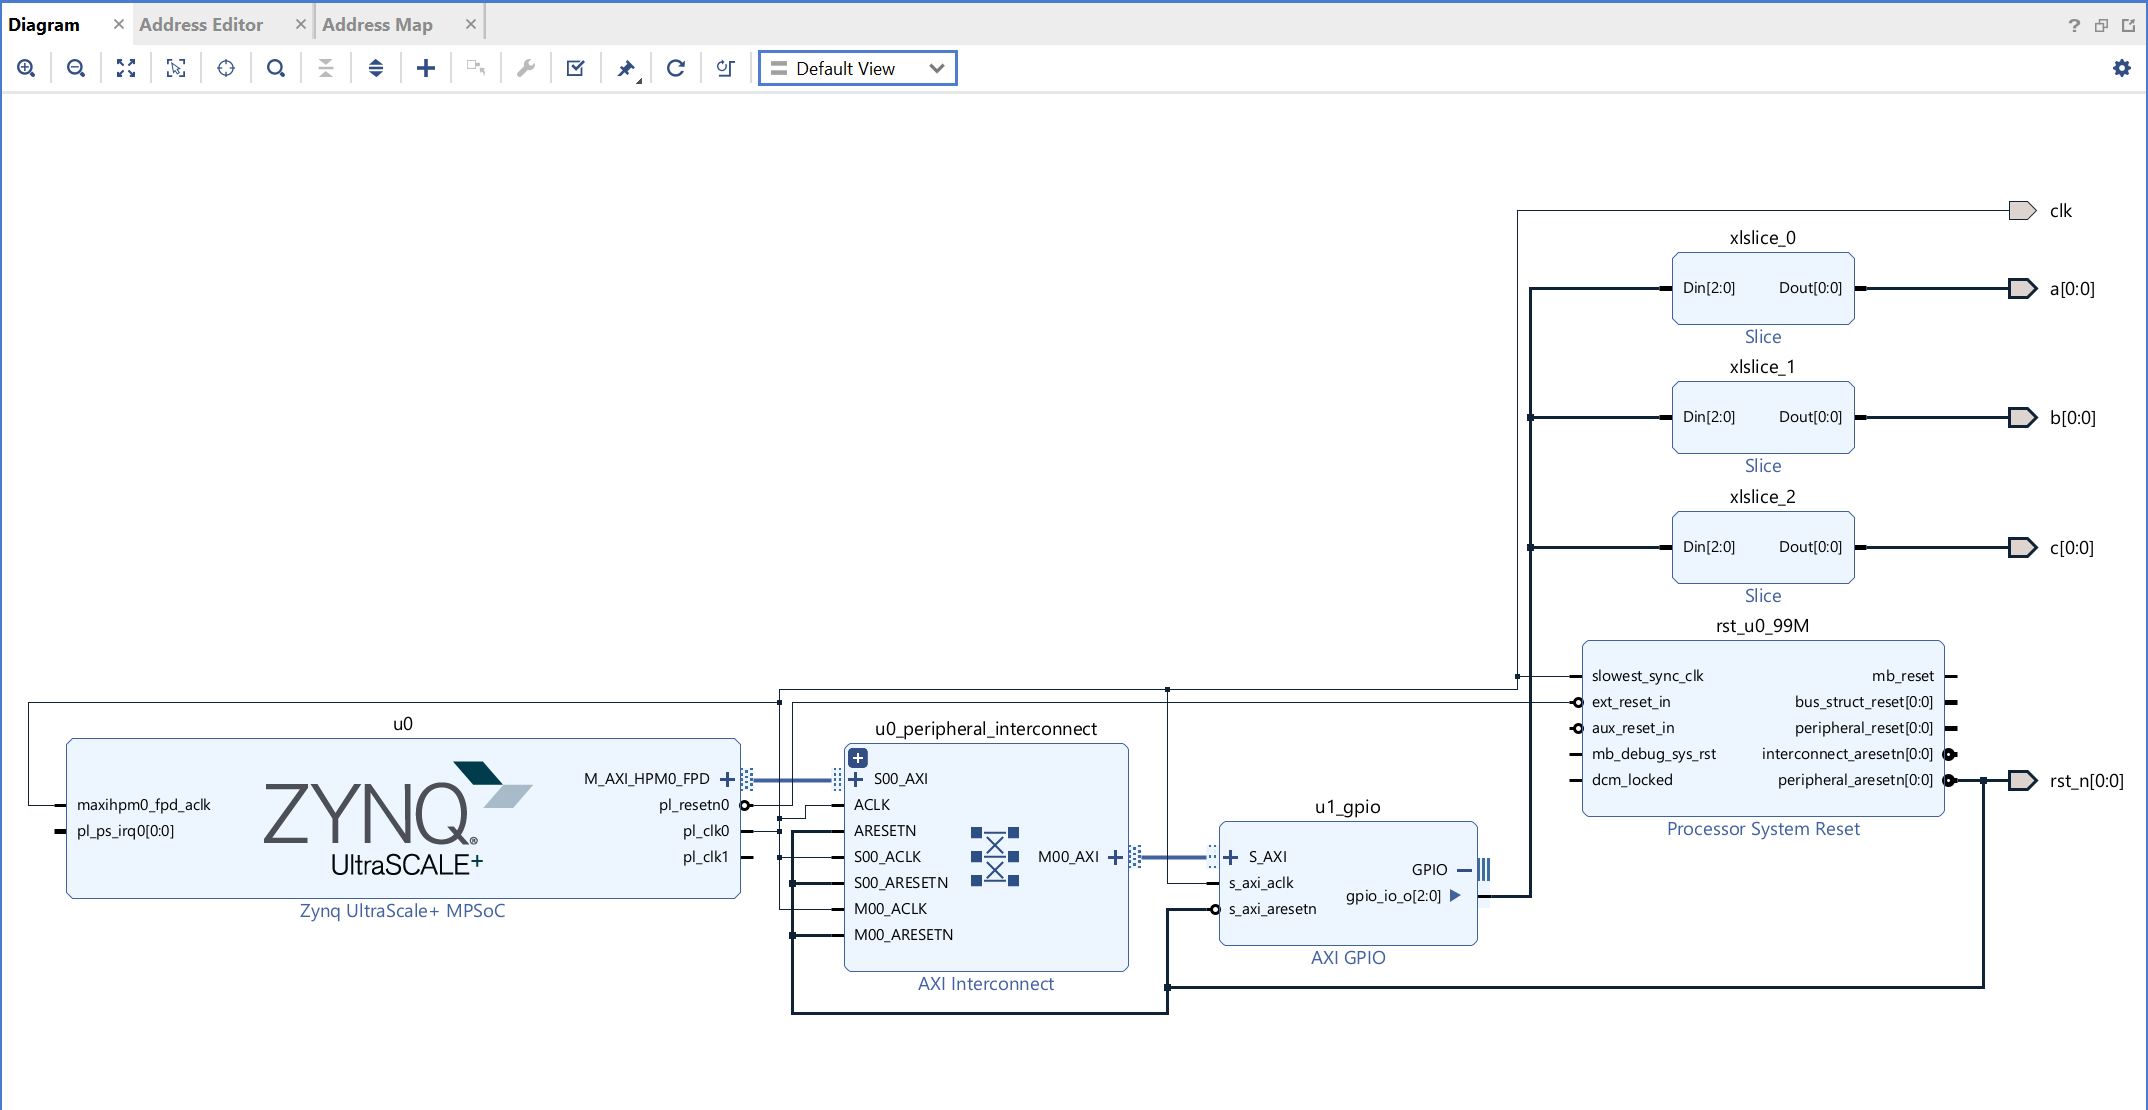 Diagram
Address Editor
Address Map
?
Default View
clk
xlslice_0
Din[2:0] Dout[0:0]
Slice
a[0:0]
xlslice_1
Din[2:0] Dout[0:0]
Slice
b[0:0]
xlslice_2
Din[2:0] Dout[0:0]
Slice
c[0:0]
rst_u0_99M
slowest_sync_clk
ext_reset_in
aux_reset_in
mb_debug_sys_rst
dcm_locked
mb_reset
bus_struct_reset[0:0]
peripheral_reset[0:0]
interconnect_aresetn[0:0]
peripheral_aresetn[0:0]
Processor System Reset
rst_n[0:0]
u0
maxihpm0_fpd_aclk
pl_ps_irq0[0:0]
ZYNQ®
UltraSCALE+
M_AXI_HPM0_FPD
pl_resetn0
pl_clk0
pl_clk1
Zynq UltraScale+ MPSoC
u0_peripheral_interconnect
S00_AXI
ACLK
ARESETN
S00_ACLK
S00_ARESETN
M00_ACLK
M00_ARESETN
M00_AXI
AXI Interconnect
u1_gpio
S_AXI
s_axi_aclk
s_axi_aresetn
GPIO
gpio_io_o[2:0]
AXI GPIO